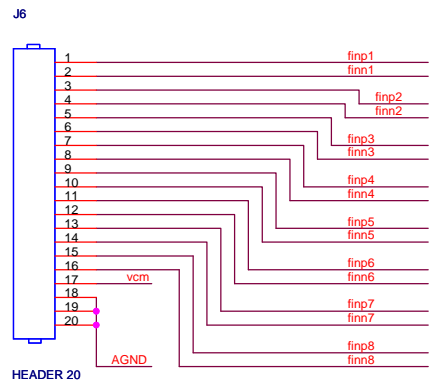 J6
1 finp1
2 finn1
3 finp2
4 finn2
5 finp3
6 finn3
7 finp4
8 finn4
9 finp5
10 finn5
11 finp6
12 finn6
13 finp7
14 finn7
15 finp8
16 finn8
17 vcm
18
19
20
AGND
HEADER 20